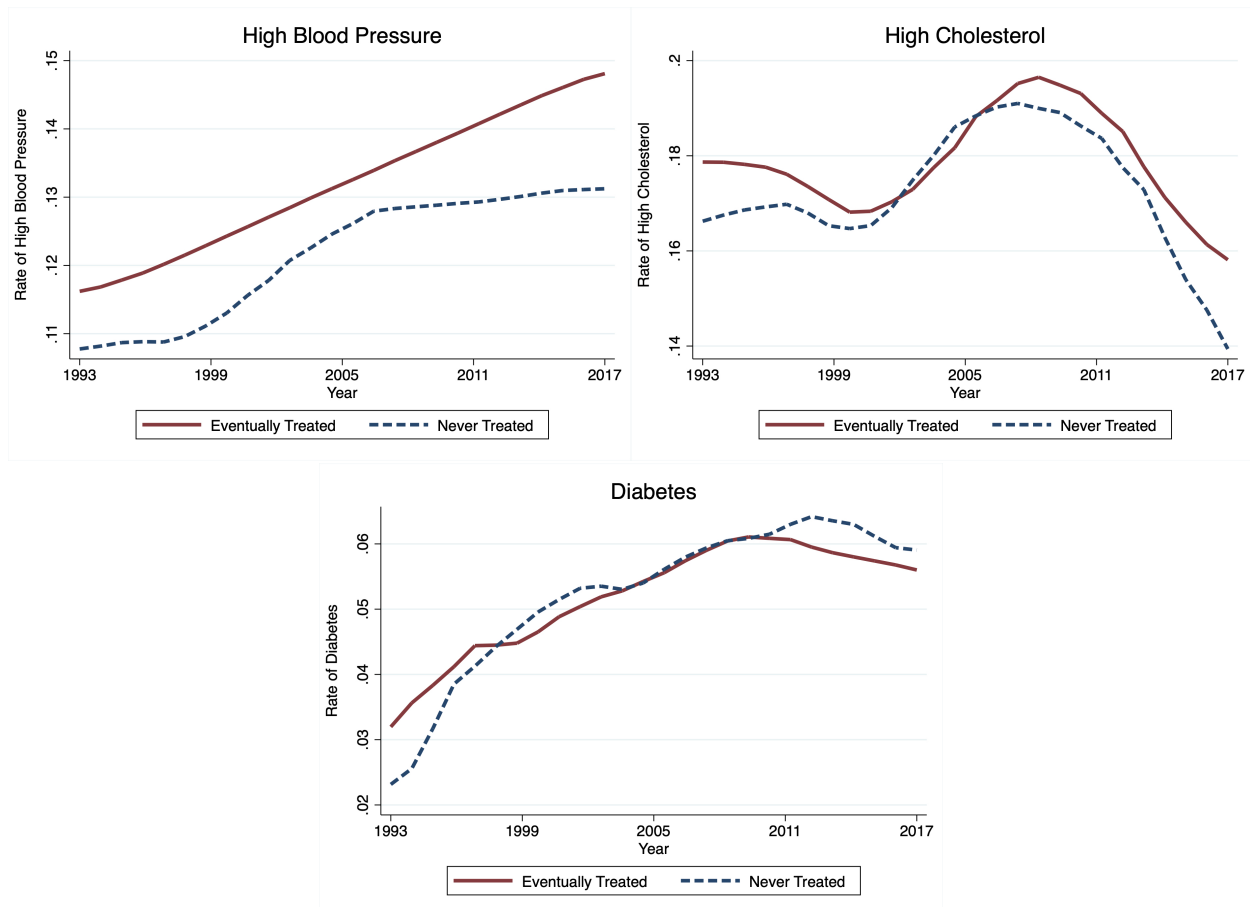 High Blood Pressure
Rate of High Blood Pressure
.15
.14
.13
.12
.11
1993 1999 2005 2011 2017
Year
Eventually Treated Never Treated
High Cholesterol
Rate of High Cholesterol
.2
.18
.16
.14
1993 1999 2005 2011 2017
Year
Eventually Treated Never Treated
Diabetes
Rate of Diabetes
.06
.05
.04
.03
.02
1993 1999 2005 2011 2017
Year
Eventually Treated Never Treated